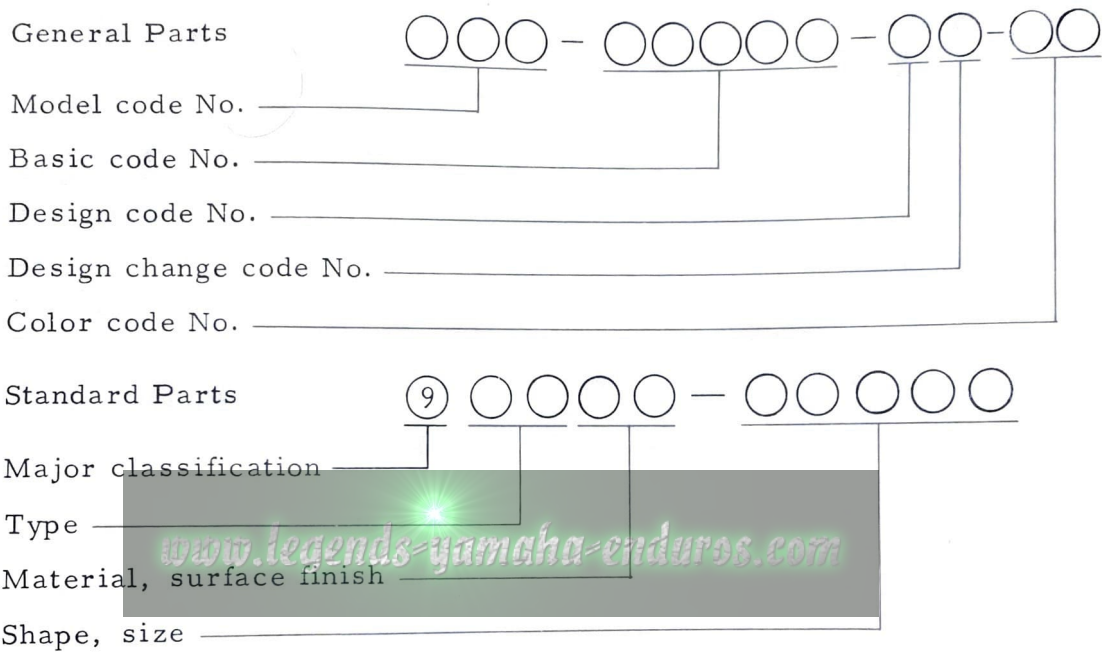 General Parts ○○○ — ○○○○○ — ○○-○○
Model code No.
Basic code No.
Design code No.
Design change code No.
Color code No.
Standard Parts ⑨ ○○○○ — ○○○○○
Major classification
Type
www.legends-yamaha-enduros.com
Material, surface finish
Shape, size